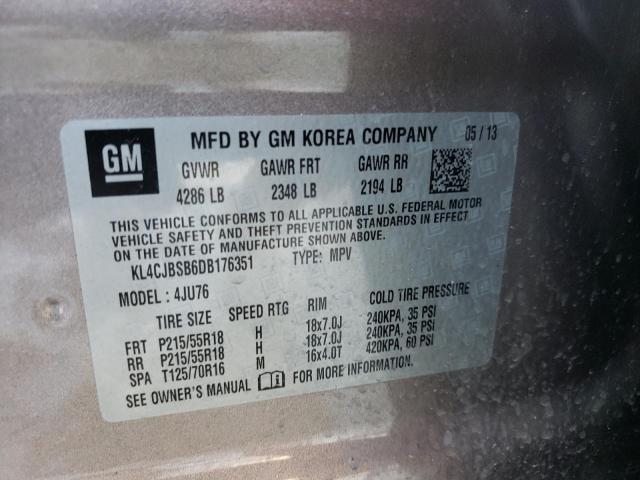 GM MFD BY GM KOREA COMPANY 05 / 13
GVWR GAWR FRT GAWR RR
4286 LB 2348 LB 2194 LB
THIS VEHICLE CONFORMS TO ALL APPLICABLE U.S. FEDERAL MOTOR
VEHICLE SAFETY AND THEFT PREVENTION STANDARDS IN EFFECT
ON THE DATE OF MANUFACTURE SHOWN ABOVE.
KL4CJBSB6DB176351 TYPE: MPV
MODEL: 4JU76
TIRE SIZE SPEED RTG RIM COLD TIRE PRESSURE
FRT P215/55R18 H 18x7.0J 240KPA, 35 PSI
RR P215/55R18 H 18x7.0J 240KPA, 35 PSI
SPA T125/70R16 M 16x4.0T 420KPA, 60 PSI
SEE OWNER'S MANUAL i FOR MORE INFORMATION.